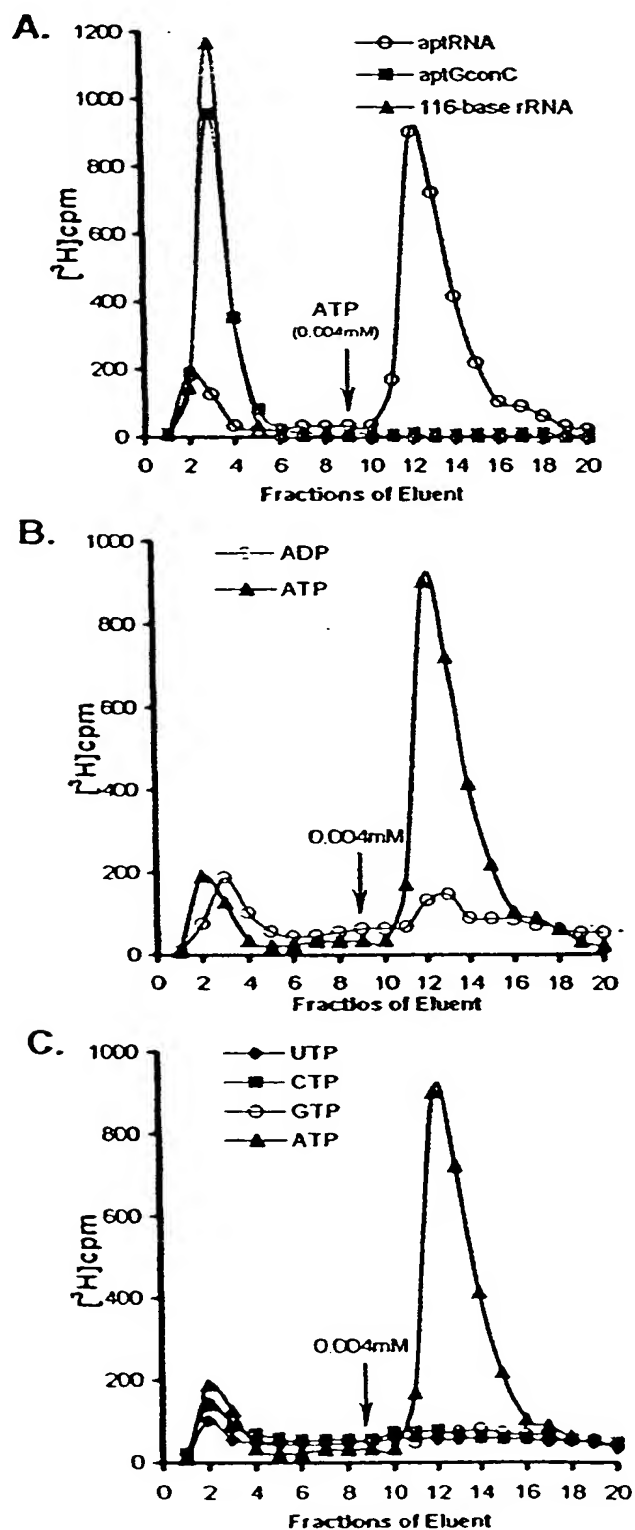 A.
1200
1000
800
600
400
200
0
[3H]cpm
aptRNA
aptGconC
116-base rRNA
ATP
(0.004mM)
0 2 4 6 8 10 12 14 16 18 20
Fractions of Eluent
B.
1000
800
600
400
200
0
[3H]cpm
ADP
ATP
0.004mM
0 2 4 6 8 10 12 14 16 18 20
Fractios of Eluent
C.
1000
800
600
400
200
0
[3H]cpm
UTP
CTP
GTP
ATP
0.004mM
0 2 4 6 8 10 12 14 16 18 20
Fractions of Eluent